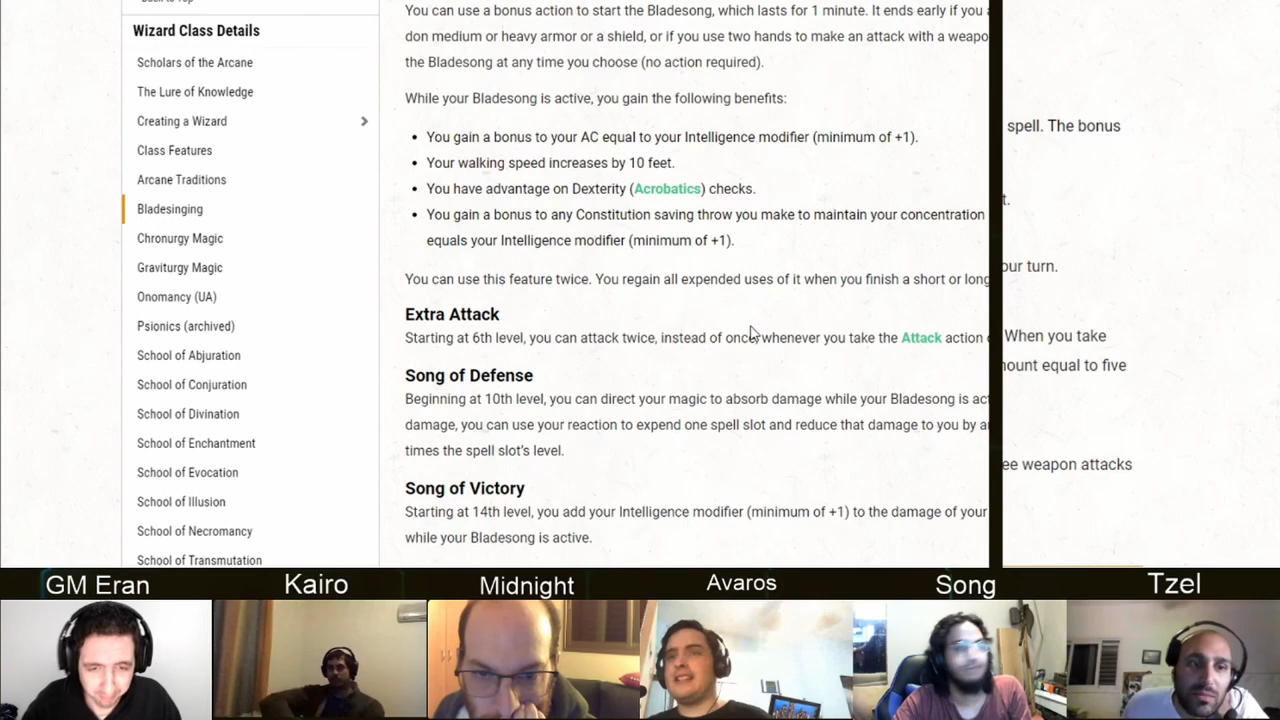 Back to Top
Wizard Class Details
Scholars of the Arcane
The Lure of Knowledge
Creating a Wizard
Class Features
Arcane Traditions
Bladesinging
Chronurgy Magic
Graviturgy Magic
Onomancy (UA)
Psionics (archived)
School of Abjuration
School of Conjuration
School of Divination
School of Enchantment
School of Evocation
School of Illusion
School of Necromancy
School of Transmutation
You can use a bonus action to start the Bladesong, which lasts for 1 minute. It ends early if you
don medium or heavy armor or a shield, or if you use two hands to make an attack with a weapo
the Bladesong at any time you choose (no action required).
While your Bladesong is active, you gain the following benefits:
• You gain a bonus to your AC equal to your Intelligence modifier (minimum of +1).
• Your walking speed increases by 10 feet.
• You have advantage on Dexterity (Acrobatics) checks.
• You gain a bonus to any Constitution saving throw you make to maintain your concentration
equals your Intelligence modifier (minimum of +1).
You can use this feature twice. You regain all expended uses of it when you finish a short or long
Extra Attack
Starting at 6th level, you can attack twice, instead of once, whenever you take the Attack action
Song of Defense
Beginning at 10th level, you can direct your magic to absorb damage while your Bladesong is act
damage, you can use your reaction to expend one spell slot and reduce that damage to you by a
times the spell slot's level.
Song of Victory
Starting at 14th level, you add your Intelligence modifier (minimum of +1) to the damage of your
while your Bladesong is active.
spell. The bonus
t.
our turn.
When you take
ount equal to five
ee weapon attacks
GM Eran
Kairo
Midnight
Avaros
Song
Tzel